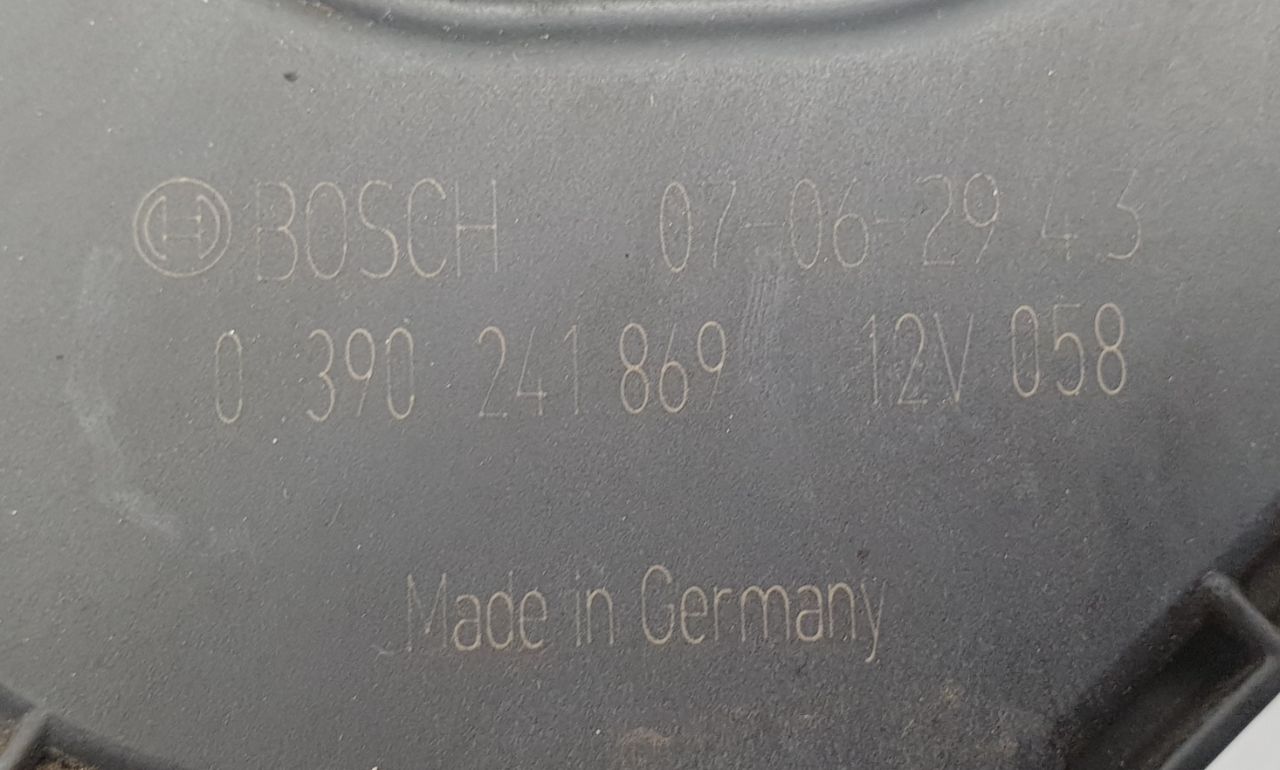 BOSCH 07-06-29 4 3
0 390 241 869 12V 058
Made in Germany